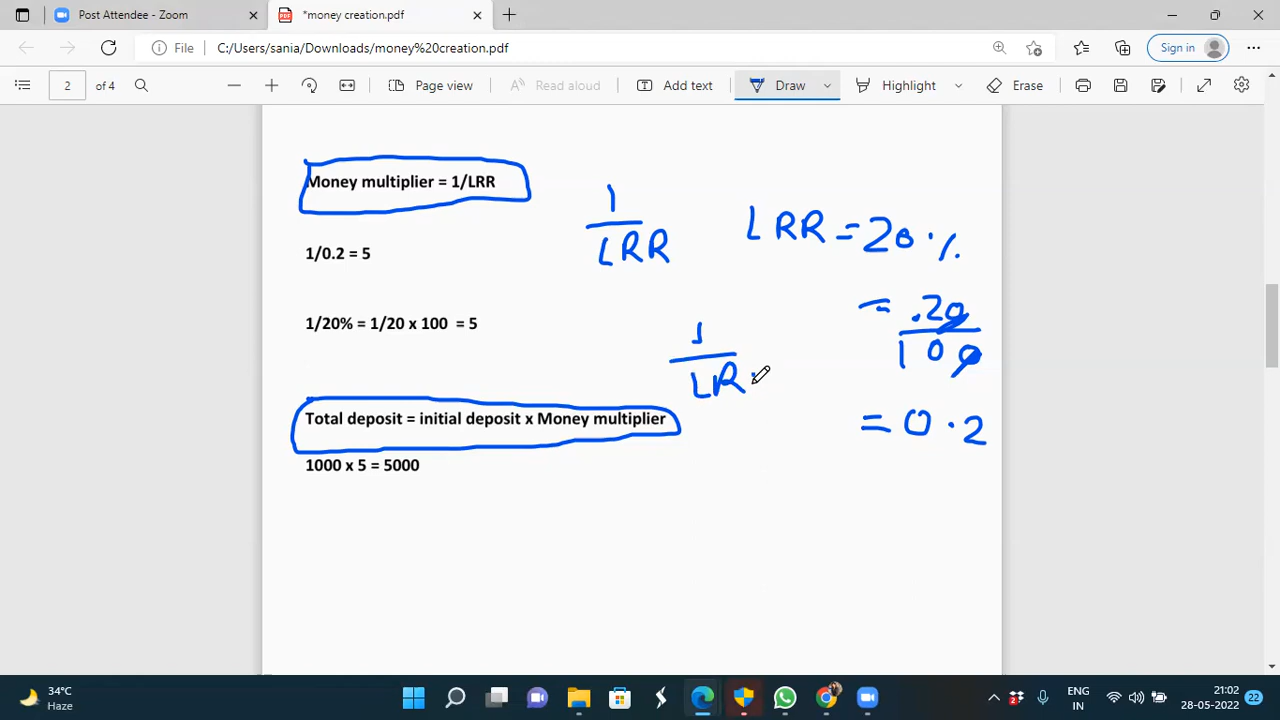 Post Attendee - Zoom
*money creation.pdf
File C:/Users/sania/Downloads/money%20creation.pdf Sign in
2 of 4 Page view Read aloud Add text Draw Highlight Erase
Money multiplier = 1/LRR
1/0.2 = 5
1/20% = 1/20 x 100 = 5
Total deposit = initial deposit x Money multiplier
1000 x 5 = 5000
1
LRR
LRR = 20 %
= .20
100
= 0.2
1
LR
34°C
Haze
ENG
IN
21:02
28-05-2022
22